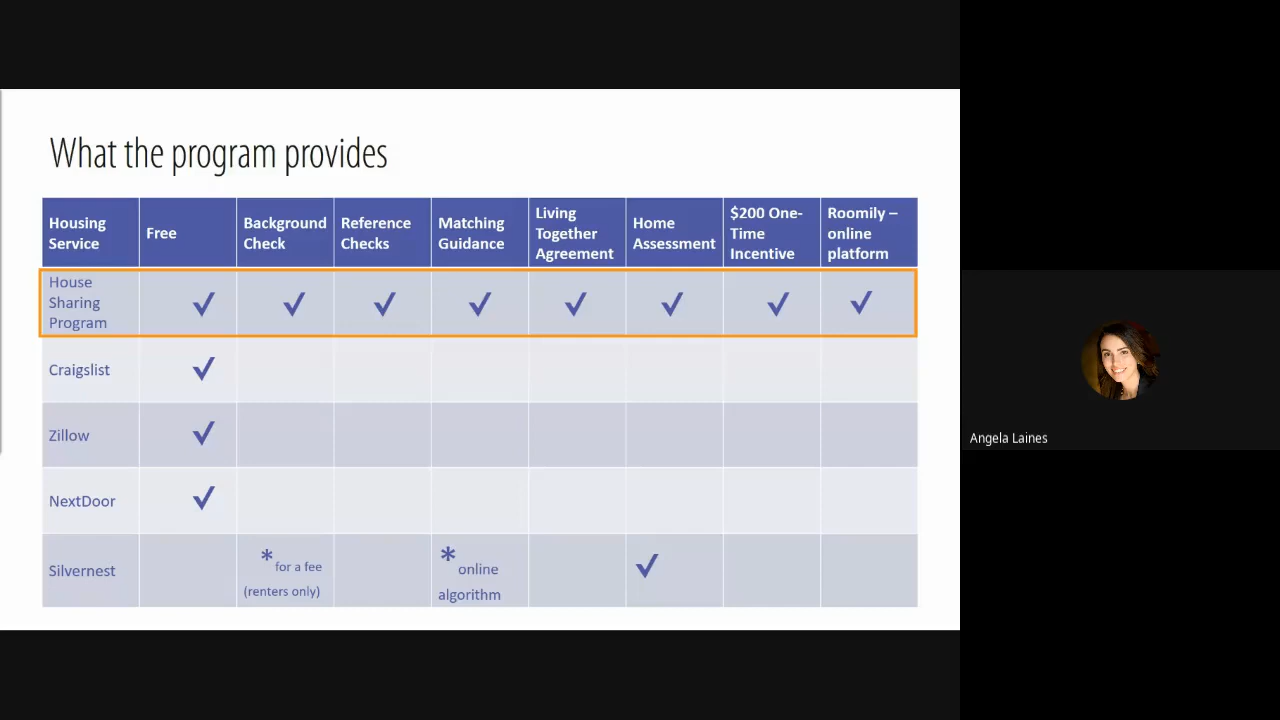 What the program provides
Housing
Service
Free
Background
Check
Reference
Checks
Matching
Guidance
Living
Together
Agreement
Home
Assessment
$200 One-
Time
Incentive
Roomily –
online
platform
House
Sharing
Program
✓ ✓ ✓ ✓ ✓ ✓ ✓ ✓
Craigslist ✓
Zillow ✓
NextDoor ✓
Silvernest
* for a fee
(renters only)
* online
algorithm
✓
Angela Laines